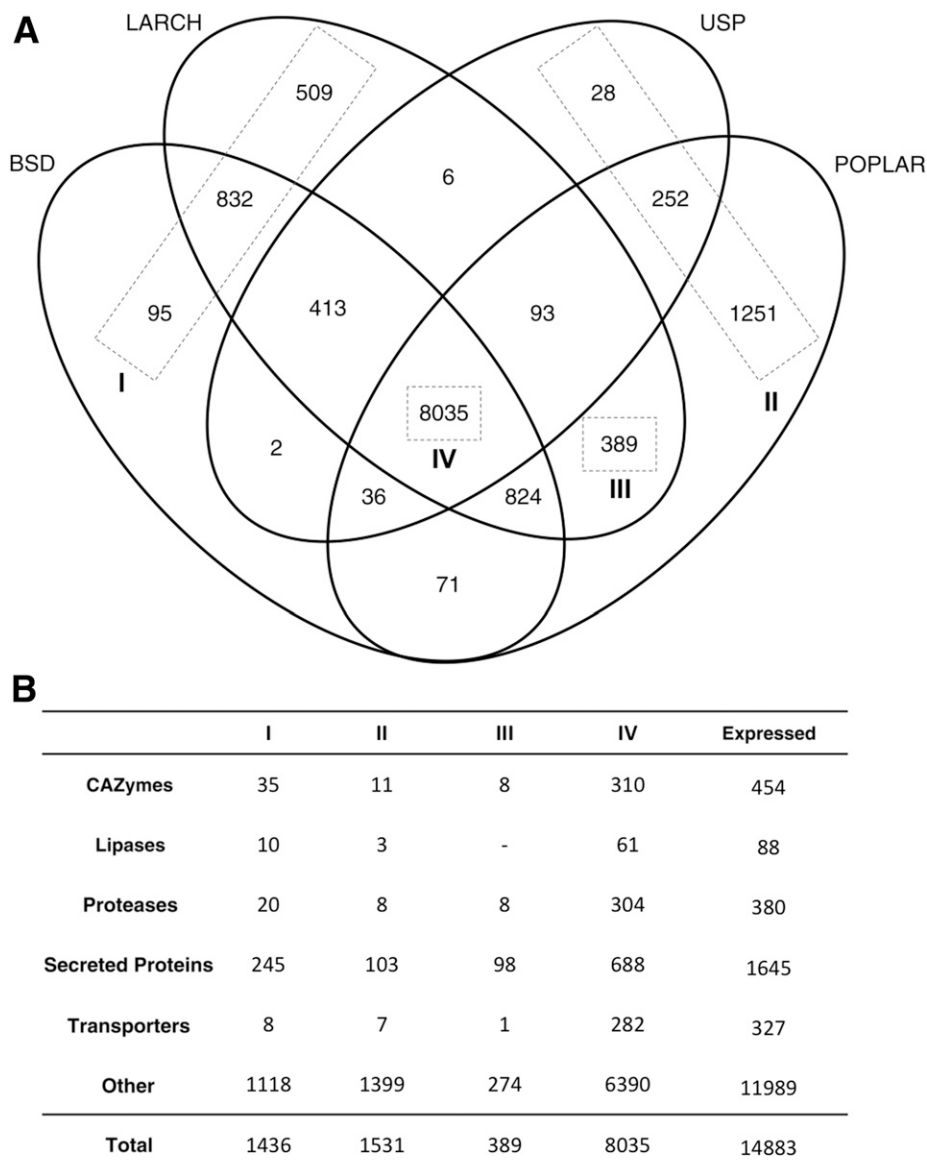 A
LARCH
USP
BSD
POPLAR
509
28
6
832
252
95
413
93
1251
I
II
8035
IV
389
III
2
36
824
71
B
I II III IV Expressed
CAZymes 35 11 8 310 454
Lipases 10 3 - 61 88
Proteases 20 8 8 304 380
Secreted Proteins 245 103 98 688 1645
Transporters 8 7 1 282 327
Other 1118 1399 274 6390 11989
Total 1436 1531 389 8035 14883